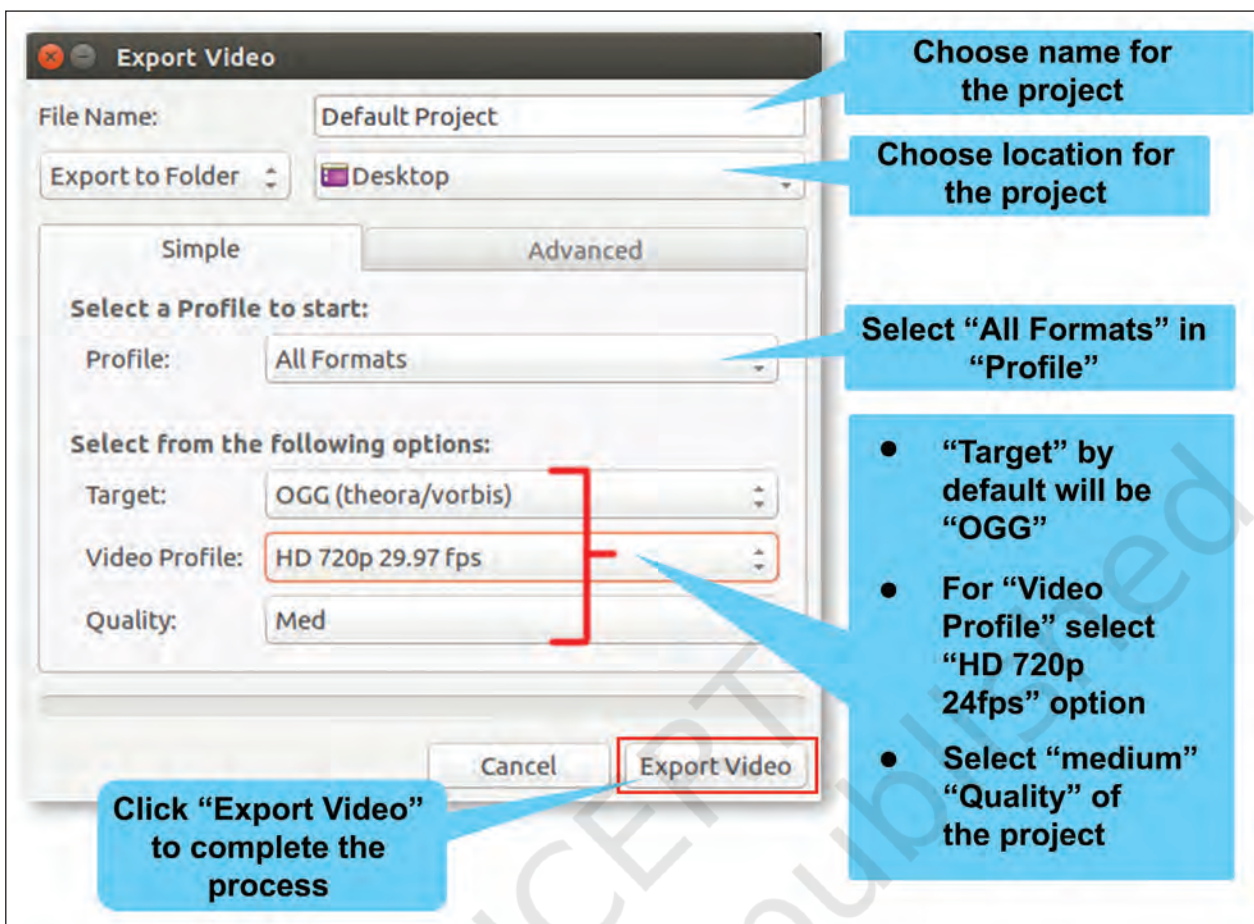 Export Video
File Name:
Default Project
Export to Folder
Desktop
Simple
Advanced
Select a Profile to start:
Profile:
All Formats
Select from the following options:
Target:
OGG (theora/vorbis)
Video Profile:
HD 720p 29.97 fps
Quality:
Med
Cancel
Export Video
Choose name for
the project
Choose location for
the project
Select “All Formats” in
“Profile”
● “Target” by
default will be
“OGG”
● For “Video
Profile” select
“HD 720p
24fps” option
● Select “medium”
“Quality” of
the project
Click “Export Video”
to complete the
process